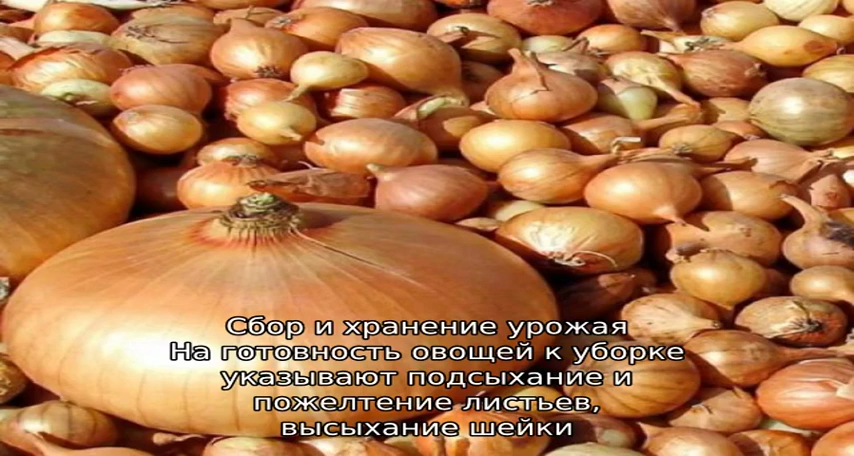 Сбор и хранение урожая
На готовность овощей к уборке
указывают подсыхание и
пожелтение листьев,
высыхание шейки